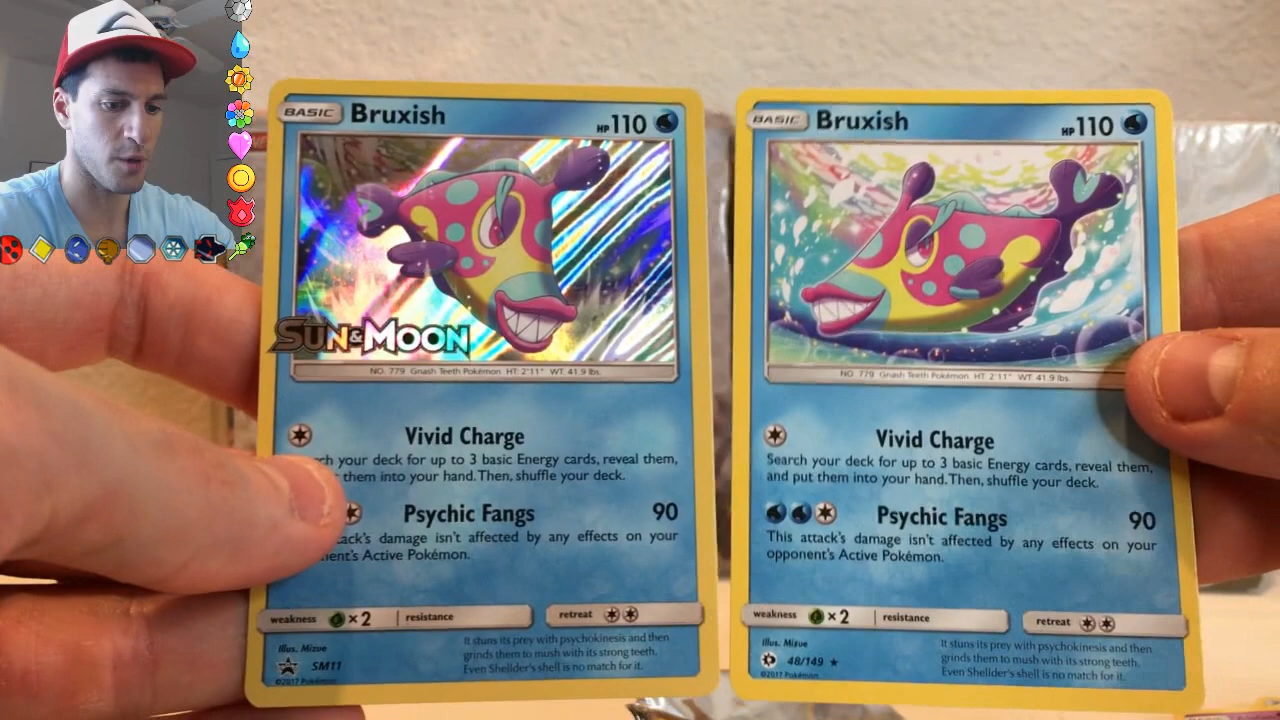 BASIC Bruxish HP 110
SUN & MOON
NO. 779 Gnash Teeth Pokémon HT: 2'11" WT: 41.9 lbs.
Vivid Charge
ch your deck for up to 3 basic Energy cards, reveal them,
them into your hand. Then, shuffle your deck.
Psychic Fangs 90
tack's damage isn't affected by any effects on your
nent's Active Pokémon.
weakness × 2 resistance retreat
Illus. Mizue
SM11
©2017 Pokémon
It stuns its prey with psychokinesis and then
grinds them to mush with its strong teeth.
Even Shellder's shell is no match for it.
BASIC Bruxish HP 110
NO. 779 Gnash Teeth Pokémon HT: 2'11" WT: 41.9 lbs.
Vivid Charge
Search your deck for up to 3 basic Energy cards, reveal them,
and put them into your hand. Then, shuffle your deck.
Psychic Fangs 90
This attack's damage isn't affected by any effects on your
opponent's Active Pokémon.
weakness × 2 resistance retreat
Illus. Mizue
48/149 ★
©2017 Pokémon
It stuns its prey with psychokinesis and then
grinds them to mush with its strong teeth.
Even Shellder's shell is no match for it.